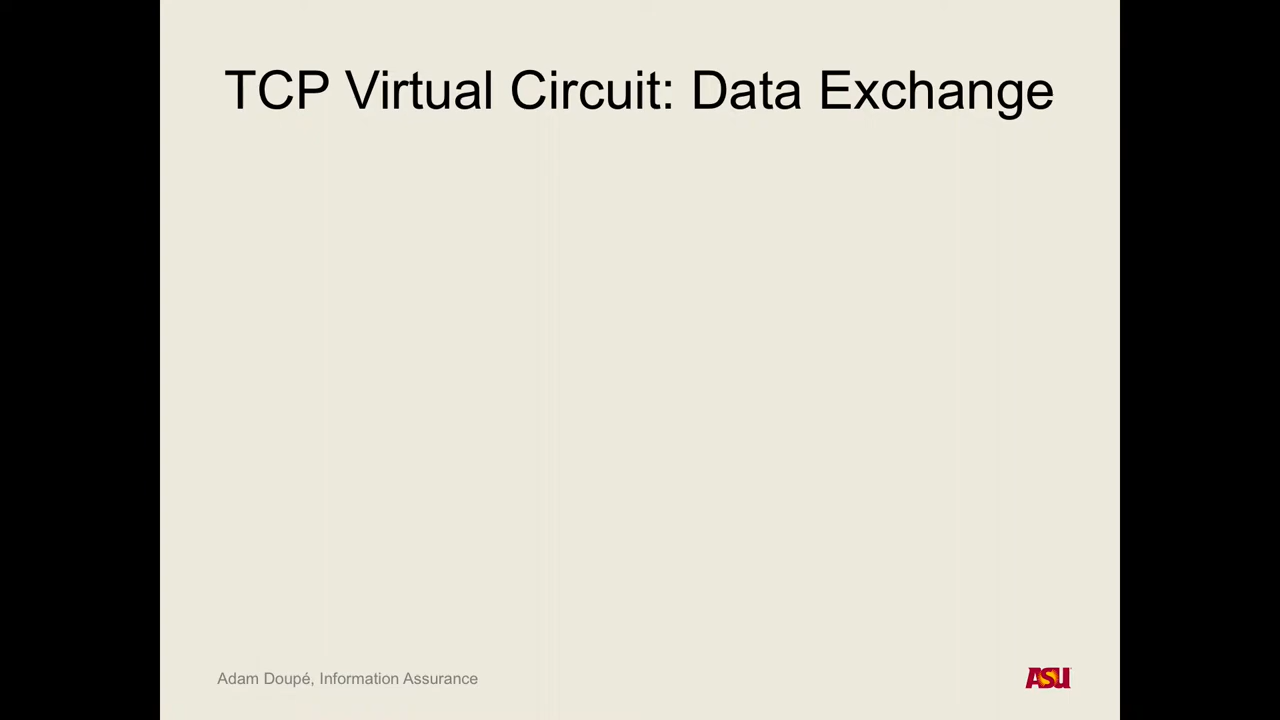 TCP Virtual Circuit: Data Exchange
Adam Doupé, Information Assurance
ASU